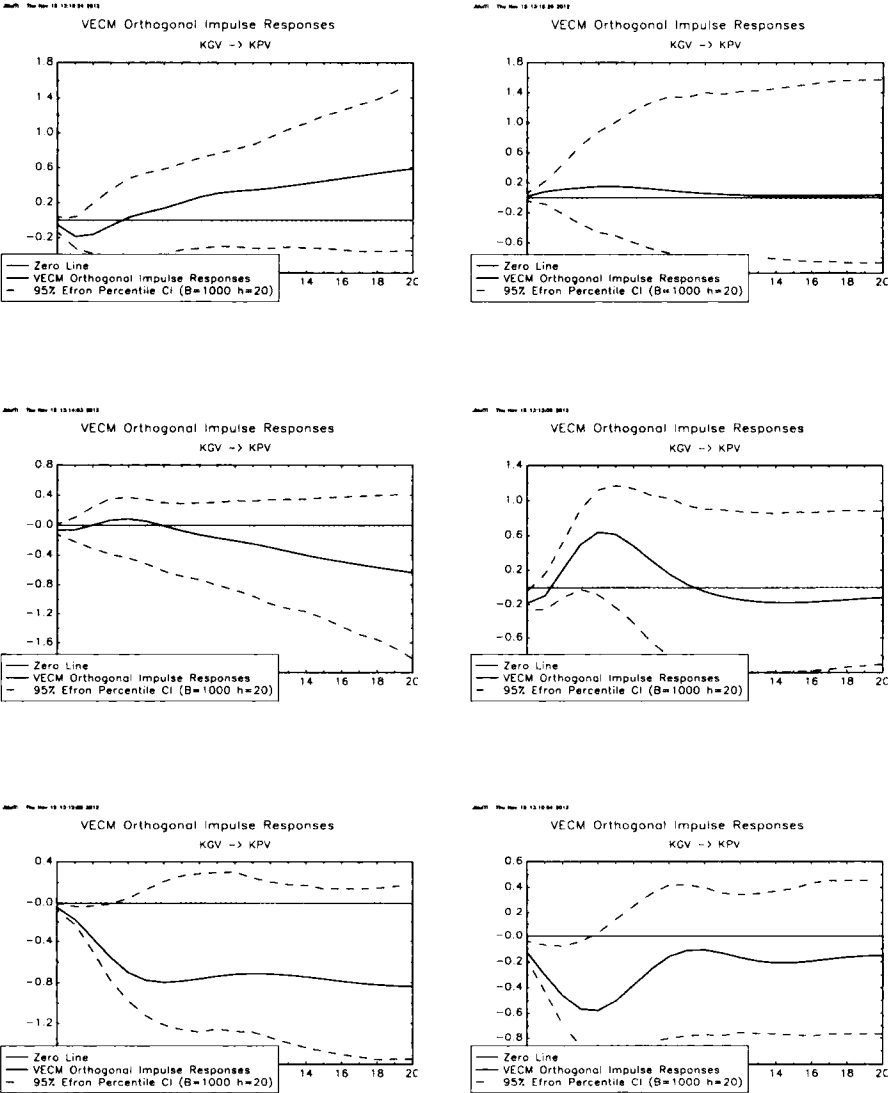 VECM Orthogonal Impulse Responses
KGV -> KPV
1.8
1.4
1.0
0.6
0.2
-0.2
14 16 18 20
Zero Line
VECM Orthogonal Impulse Responses
95% Efron Percentile CI (B=1000 h=20)
VECM Orthogonal Impulse Responses
KGV -> KPV
1.8
1.4
1.0
0.6
0.2
-0.2
-0.6
14 16 18 20
Zero Line
VECM Orthogonal Impulse Responses
95% Efron Percentile CI (B=1000 h=20)
VECM Orthogonal Impulse Responses
KGV -> KPV
0.8
0.4
-0.0
-0.4
-0.8
-1.2
-1.6
14 16 18 20
Zero Line
VECM Orthogonal Impulse Responses
95% Efron Percentile CI (B=1000 h=20)
VECM Orthogonal Impulse Responses
KGV -> KPV
1.4
1.0
0.6
0.2
-0.2
-0.6
14 16 18 20
Zero Line
VECM Orthogonal Impulse Responses
95% Efron Percentile CI (B=1000 h=20)
VECM Orthogonal Impulse Responses
KGV -> KPV
0.4
-0.0
-0.4
-0.8
-1.2
14 16 18 20
Zero Line
VECM Orthogonal Impulse Responses
95% Efron Percentile CI (B=1000 h=20)
VECM Orthogonal Impulse Responses
KGV -> KPV
0.6
0.4
0.2
-0.0
-0.2
-0.4
-0.6
-0.8
14 16 18 20
Zero Line
VECM Orthogonal Impulse Responses
95% Efron Percentile CI (B=1000 h=20)